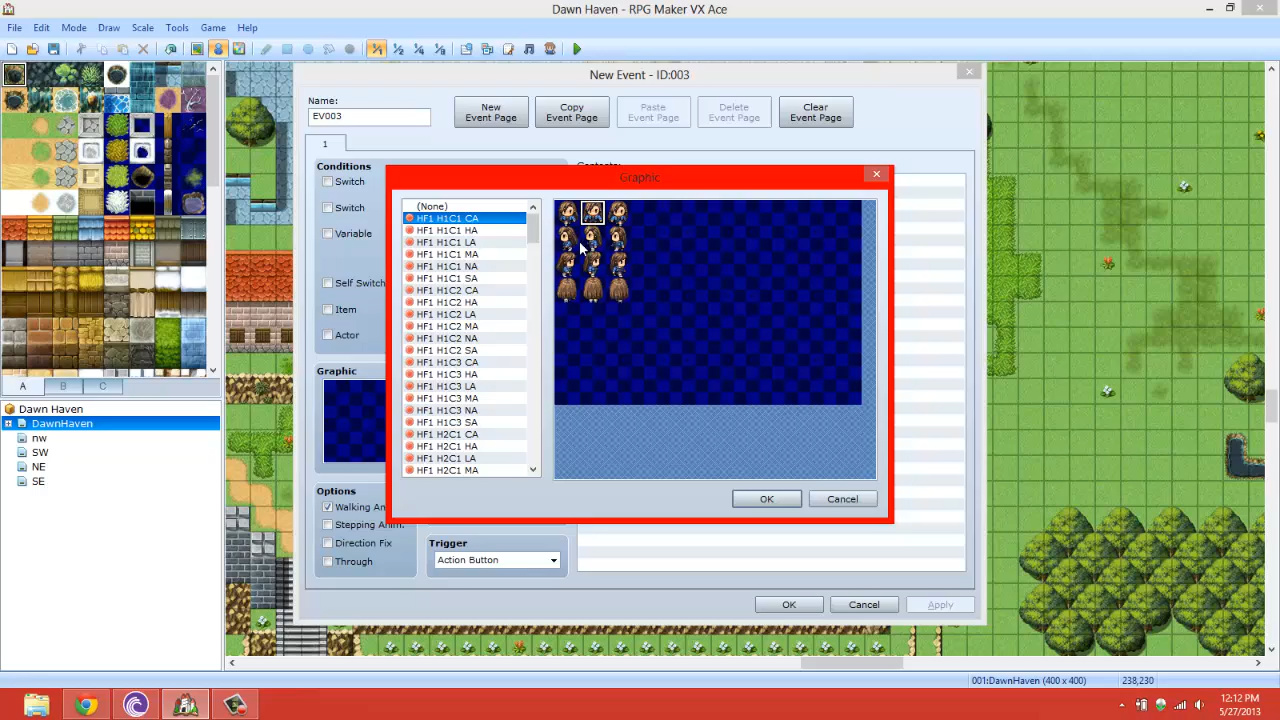 Dawn Haven - RPG Maker VX Ace
File Edit Mode Draw Scale Tools Game Help
New Event - ID:003
Name:
EV003
New
Event Page
Copy
Event Page
Paste
Event Page
Delete
Event Page
Clear
Event Page
1
Conditions
Switch
Switch
Variable
Self Switch
Item
Actor
Graphic
Options
Walking An
Stepping Anim.
Direction Fix
Through
Trigger
Action Button
OK Cancel Apply
Graphic
(None)
HF1 H1C1 CA
HF1 H1C1 HA
HF1 H1C1 LA
HF1 H1C1 MA
HF1 H1C1 NA
HF1 H1C1 SA
HF1 H1C2 CA
HF1 H1C2 HA
HF1 H1C2 LA
HF1 H1C2 MA
HF1 H1C2 NA
HF1 H1C2 SA
HF1 H1C3 CA
HF1 H1C3 HA
HF1 H1C3 LA
HF1 H1C3 MA
HF1 H1C3 NA
HF1 H1C3 SA
HF1 H2C1 CA
HF1 H2C1 HA
HF1 H2C1 LA
HF1 H2C1 MA
OK Cancel
A B C
Dawn Haven
DawnHaven
nw
SW
NE
SE
001:DawnHaven (400 x 400) 238,230
12:12 PM
5/27/2013